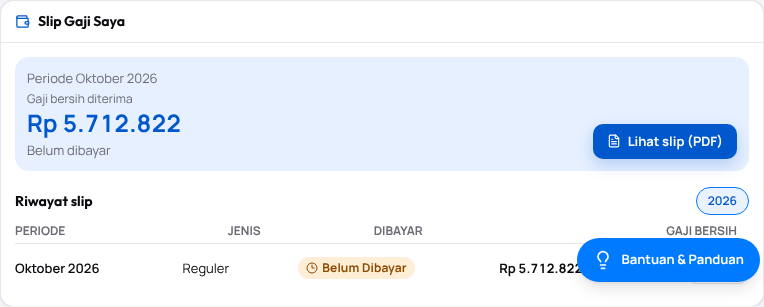 Slip Gaji Saya
Periode Oktober 2026
Gaji bersih diterima
Rp 5.712.822
Belum dibayar
Lihat slip (PDF)
Riwayat slip
2026
PERIODE JENIS DIBAYAR GAJI BERSIH
Oktober 2026 Reguler Belum Dibayar Rp 5.712.822
Bantuan & Panduan